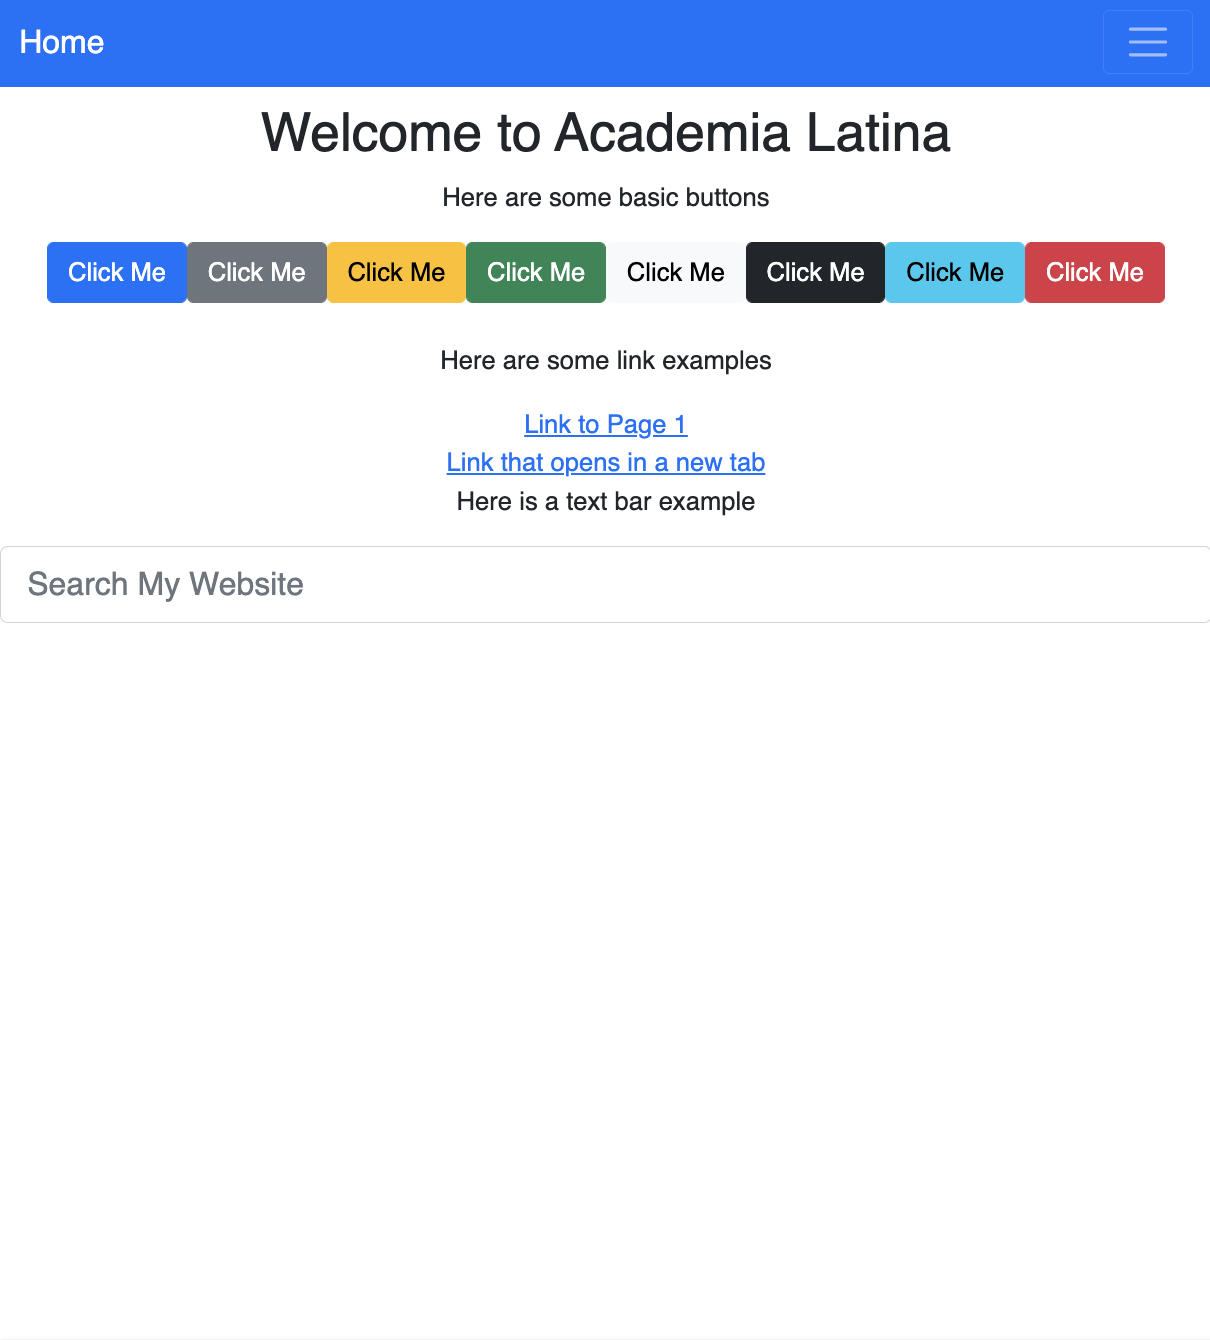 Home
Welcome to Academia Latina
Here are some basic buttons
Click Me Click Me Click Me Click Me Click Me Click Me Click Me Click Me
Here are some link examples
Link to Page 1
Link that opens in a new tab
Here is a text bar example
Search My Website